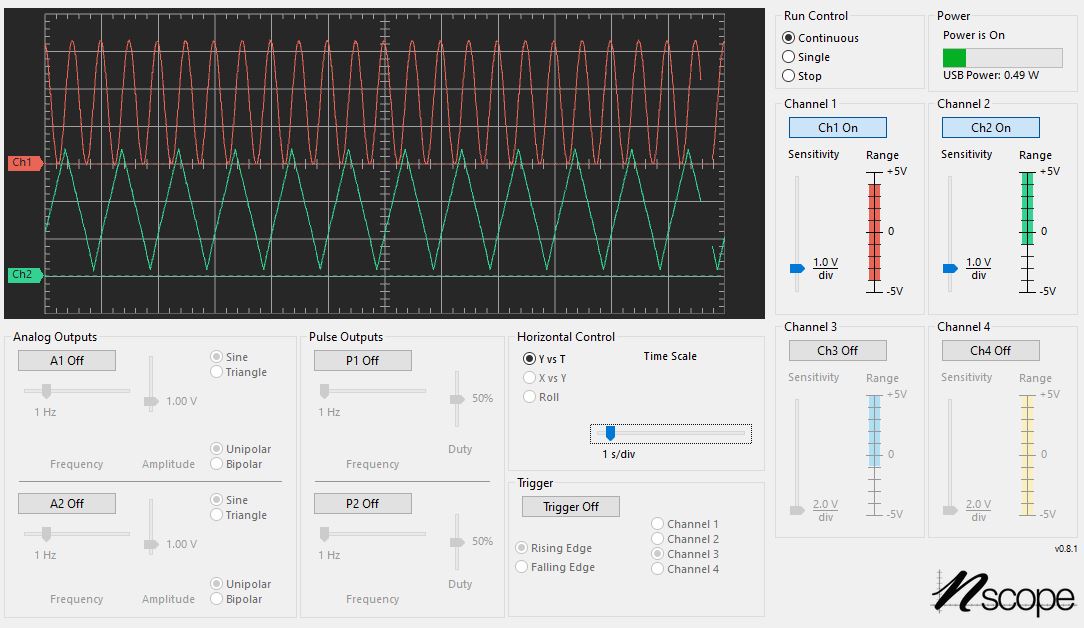 Ch1
Ch2
Run Control
Continuous
Single
Stop
Power
Power is On
USB Power: 0.49 W
Channel 1
Ch1 On
Sensitivity
Range
+5V
0
-5V
1.0 V
div
Channel 2
Ch2 On
Sensitivity
Range
+5V
0
-5V
1.0 V
div
Analog Outputs
A1 Off
Sine
Triangle
1 Hz
1.00 V
Unipolar
Bipolar
Frequency
Amplitude
A2 Off
Sine
Triangle
1 Hz
1.00 V
Unipolar
Bipolar
Frequency
Amplitude
Pulse Outputs
P1 Off
1 Hz
50%
Duty
Frequency
P2 Off
1 Hz
50%
Duty
Frequency
Horizontal Control
Y vs T
X vs Y
Roll
Time Scale
1 s/div
Trigger
Trigger Off
Rising Edge
Falling Edge
Channel 1
Channel 2
Channel 3
Channel 4
Channel 3
Ch3 Off
Sensitivity
Range
+5V
0
-5V
2.0 V
div
Channel 4
Ch4 Off
Sensitivity
Range
+5V
0
-5V
2.0 V
div
v0.8.1
nscope